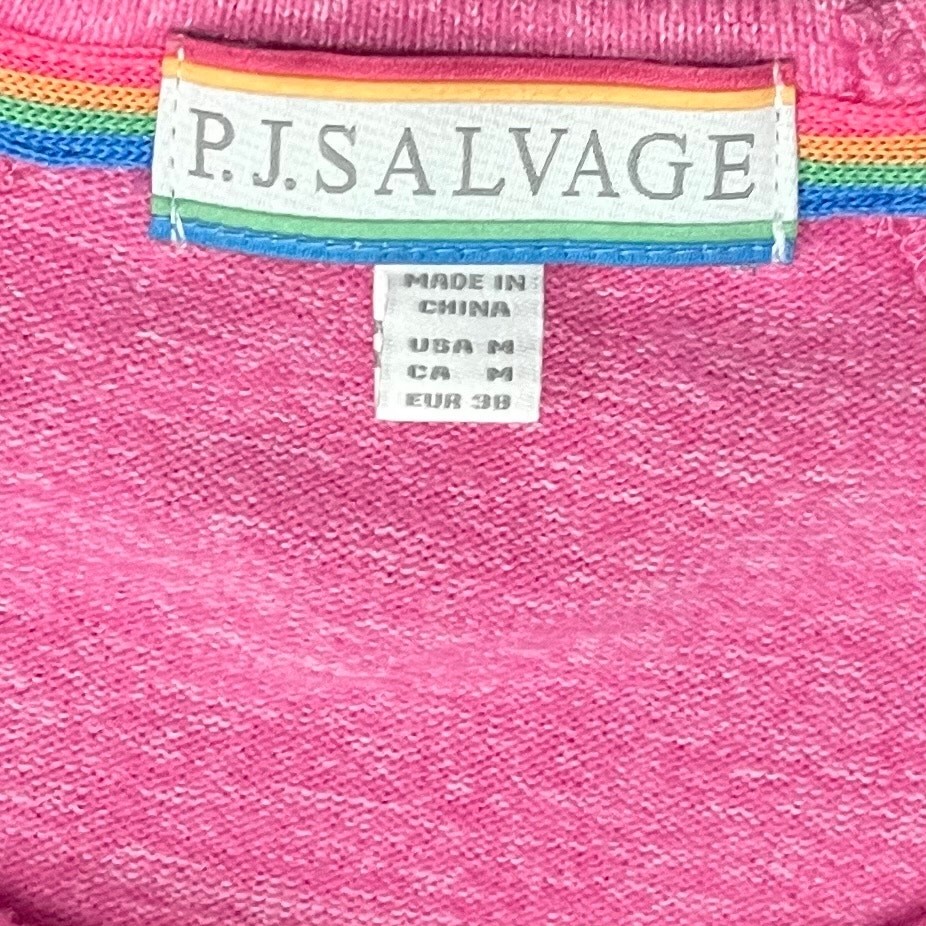 P.J.SALVAGE
MADE IN
CHINA
USA M
CA M
EUR 38